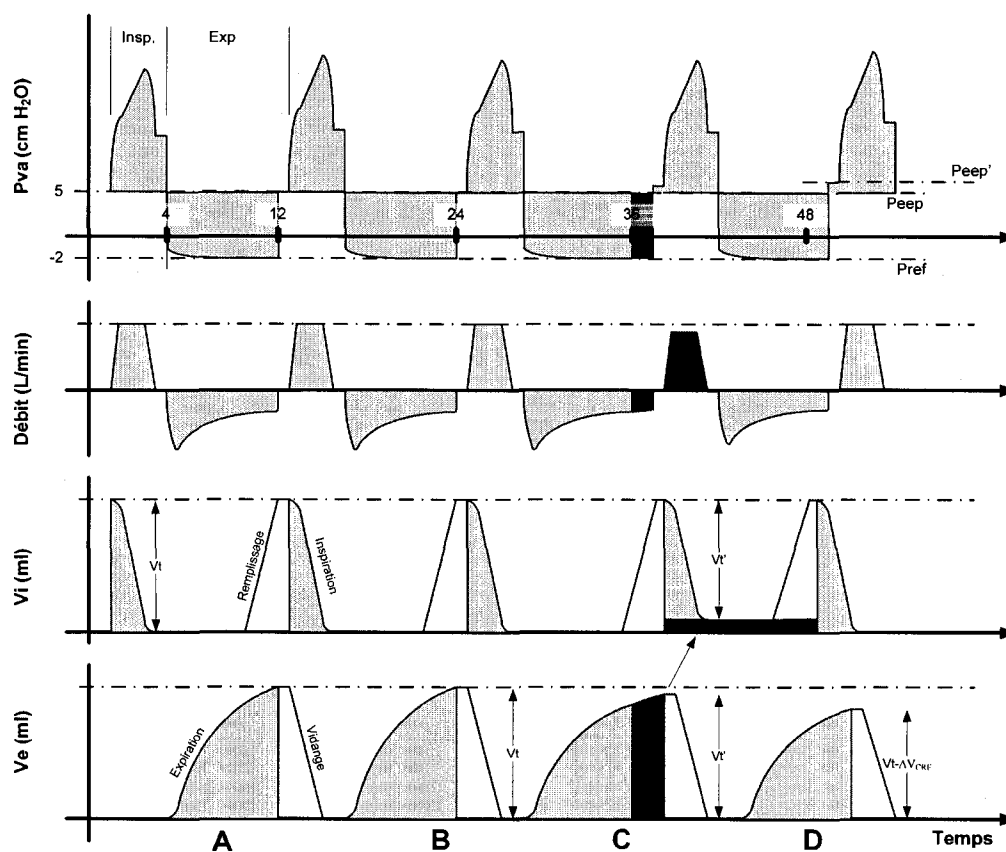 Insp.
Exp
Pva (cm H₂O)
5
4
12
24
36
48
Peep'
Peep
-2
Pref
Débit (L/min)
Vi (ml)
Vt
Remplissage
Inspiration
Vt'
Ve (ml)
Expiration
Vidange
Vt
Vt'
Vt-ΔV_CRF
A
B
C
D
Temps